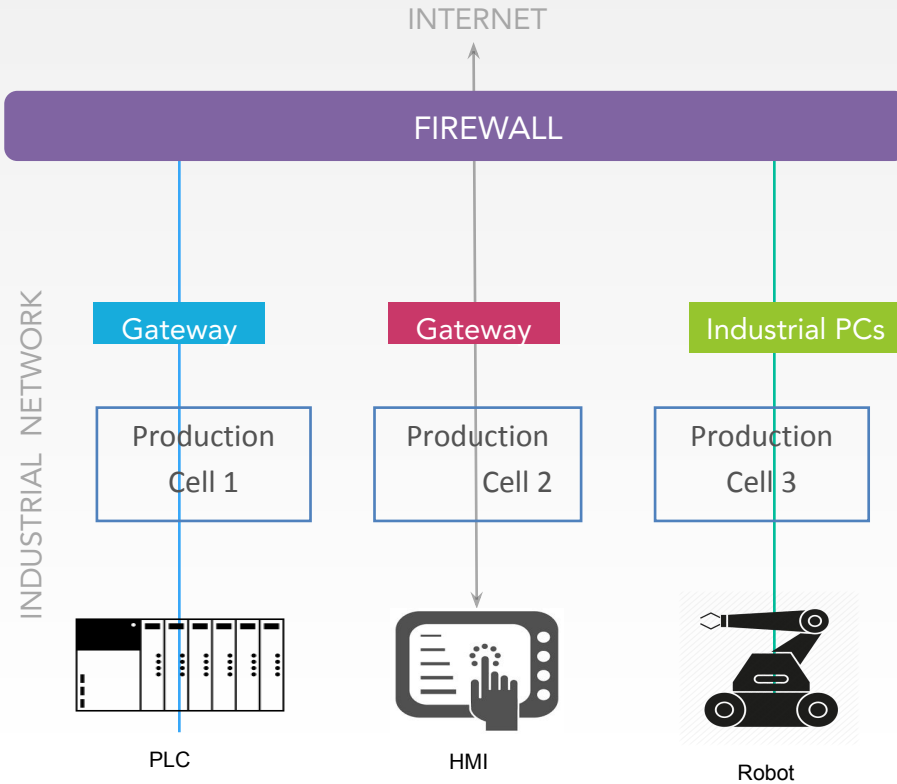 INTERNET
FIREWALL
INDUSTRIAL NETWORK
Gateway
Gateway
Industrial PCs
Production
Cell 1
Production
Cell 2
Production
Cell 3
PLC
HMI
Robot